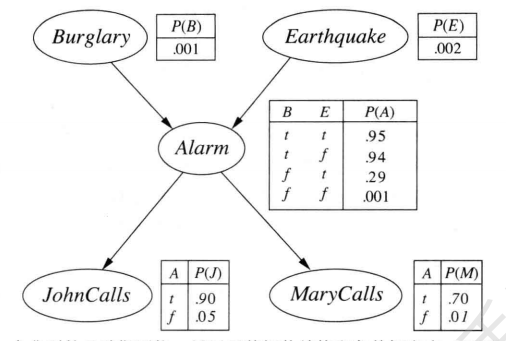 Burglary
P(B)
.001
Earthquake
P(E)
.002
Alarm
B E P(A)
t t .95
t f .94
f t .29
f f .001
JohnCalls
A P(J)
t .90
f .05
MaryCalls
A P(M)
t .70
f .01